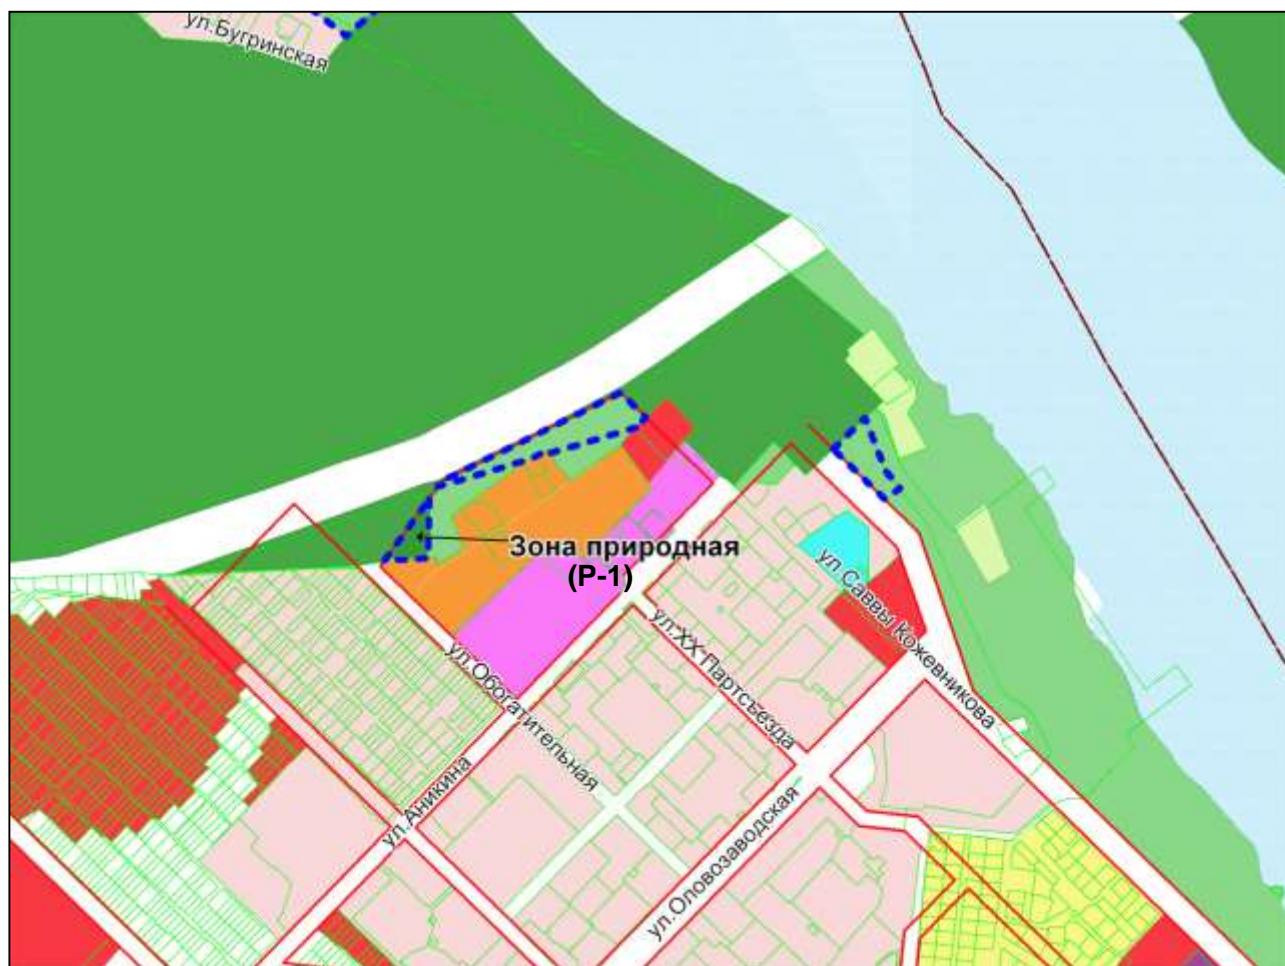 ул.Бугринская
Зона природная
(Р-1)
ул.Саввы Кожевникова
ул.XX Партсъезда
ул.Обогатительная
ул.Аникина
ул.Оловозаводская